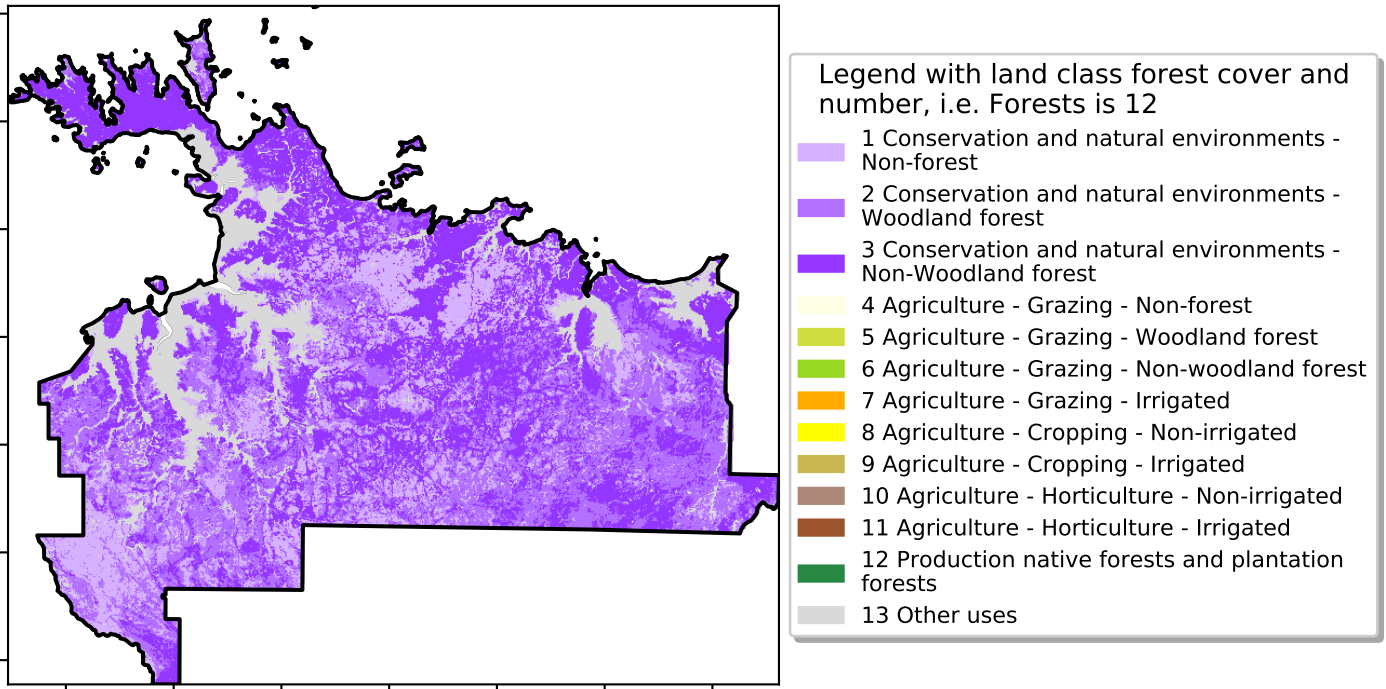 Legend with land class forest cover and
number, i.e. Forests is 12
1 Conservation and natural environments -
Non-forest
2 Conservation and natural environments -
Woodland forest
3 Conservation and natural environments -
Non-Woodland forest
4 Agriculture - Grazing - Non-forest
5 Agriculture - Grazing - Woodland forest
6 Agriculture - Grazing - Non-woodland forest
7 Agriculture - Grazing - Irrigated
8 Agriculture - Cropping - Non-irrigated
9 Agriculture - Cropping - Irrigated
10 Agriculture - Horticulture - Non-irrigated
11 Agriculture - Horticulture - Irrigated
12 Production native forests and plantation
forests
13 Other uses